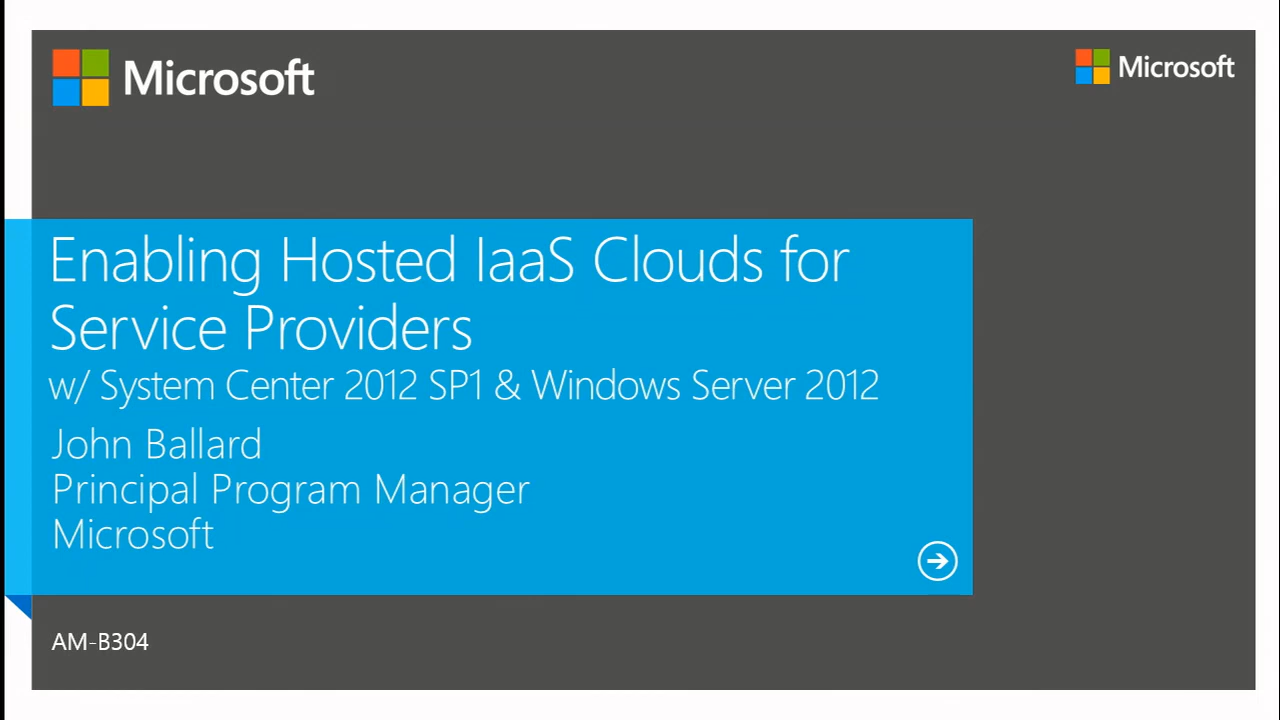 Microsoft
Microsoft
Enabling Hosted IaaS Clouds for
Service Providers
w/ System Center 2012 SP1 & Windows Server 2012
John Ballard
Principal Program Manager
Microsoft
AM-B304